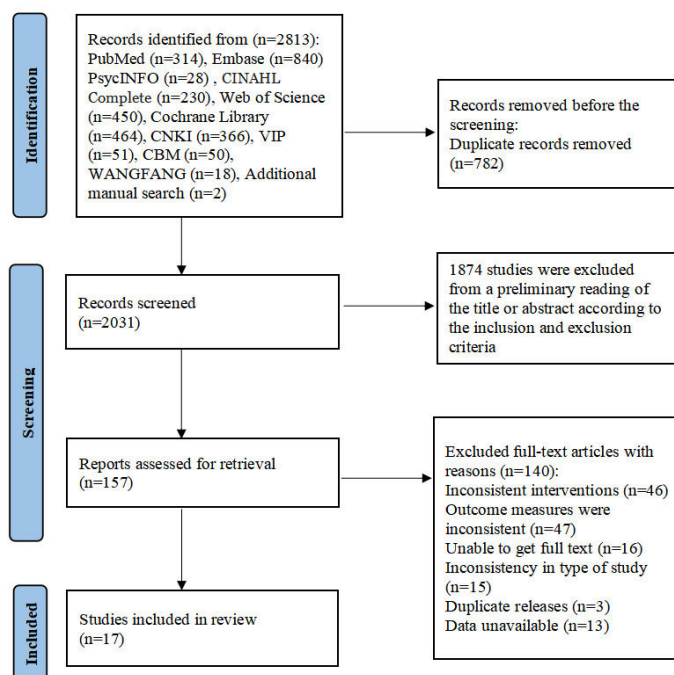 Identification
Records identified from (n=2813):
PubMed (n=314), Embase (n=840)
PsycINFO (n=28) , CINAHL
Complete (n=230), Web of Science
(n=450), Cochrane Library
(n=464), CNKI (n=366), VIP
(n=51), CBM (n=50),
WANGFANG (n=18), Additional
manual search (n=2)
Records removed before the
screening:
Duplicate records removed
(n=782)
Screening
Records screened
(n=2031)
1874 studies were excluded
from a preliminary reading of
the title or abstract according to
the inclusion and exclusion
criteria
Reports assessed for retrieval
(n=157)
Excluded full-text articles with
reasons (n=140):
Inconsistent interventions (n=46)
Outcome measures were
inconsistent (n=47)
Unable to get full text (n=16)
Inconsistency in type of study
(n=15)
Duplicate releases (n=3)
Data unavailable (n=13)
Included
Studies included in review
(n=17)